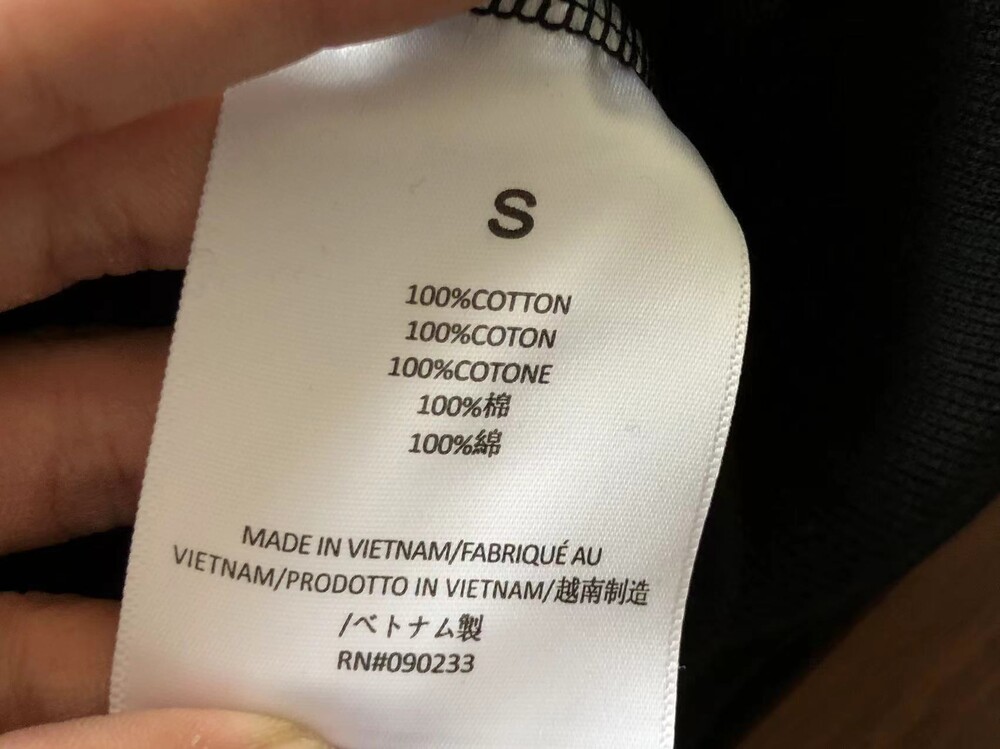 S
100%COTTON
100%COTON
100%COTONE
100%棉
100%綿
MADE IN VIETNAM/FABRIQUÉ AU
VIETNAM/PRODOTTO IN VIETNAM/越南制造
/ベトナム製
RN#090233